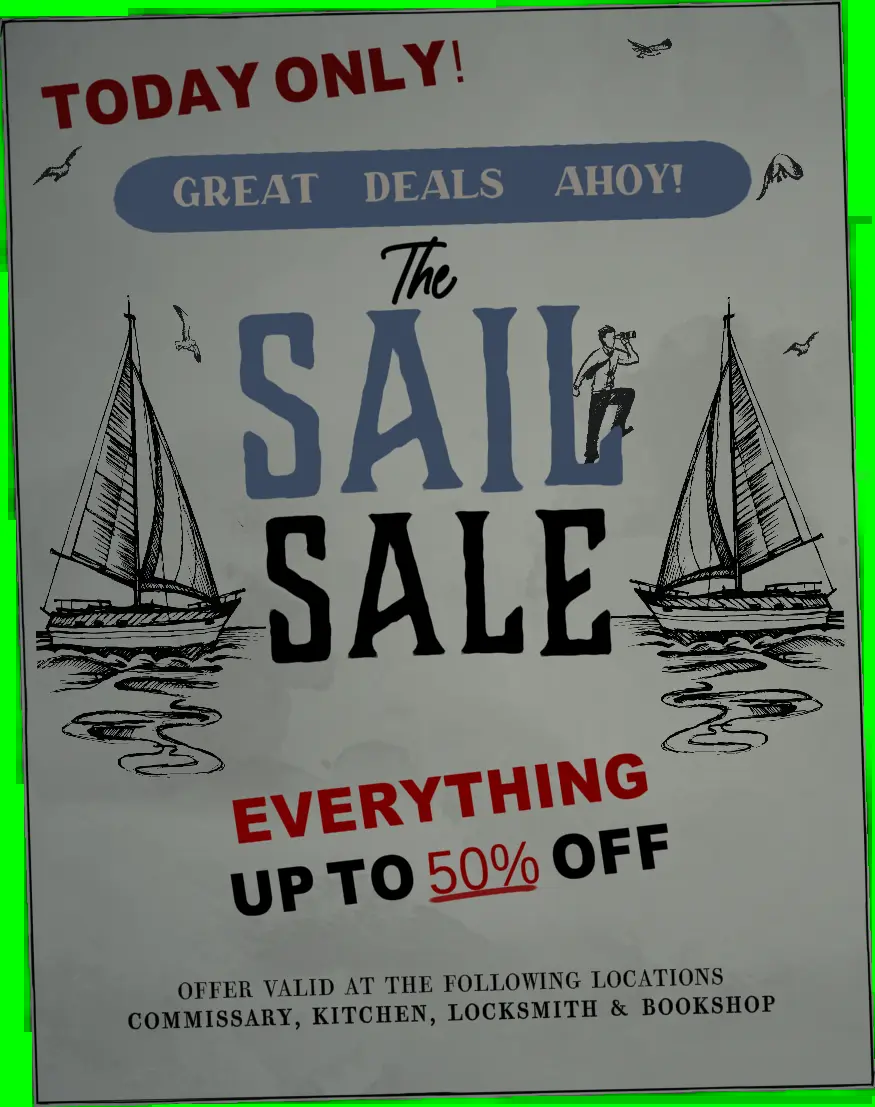 TODAY ONLY!
GREAT DEALS AHOY!
The
SAIL
SALE
EVERYTHING
UP TO 50% OFF
OFFER VALID AT THE FOLLOWING LOCATIONS
COMMISSARY, KITCHEN, LOCKSMITH & BOOKSHOP